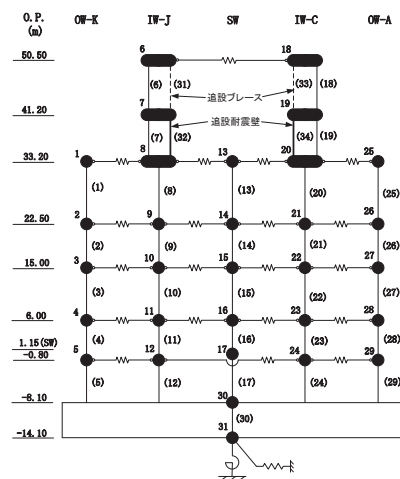 O.P. OW-K IW-J SW IW-C OW-A
(m)
6 18
50.50
(6) (31) (33) (18)
追設ブレース
41.20 7 19
追設耐震壁
(7) (32) (34) (19)
33.20 1 8 13 20 25
(1) (8) (13) (20) (25)
22.50 2 9 14 21 26
(2) (9) (14) (21) (26)
15.00 3 10 15 22 27
(3) (10) (15) (22) (27)
6.00 4 11 16 23 28
(4) (11) (16) (23) (28)
1.15(SW) 17
-0.80 5 12 24 29
(5) (12) (17) (24) (29)
-8.10 30
(30)
-14.10 31